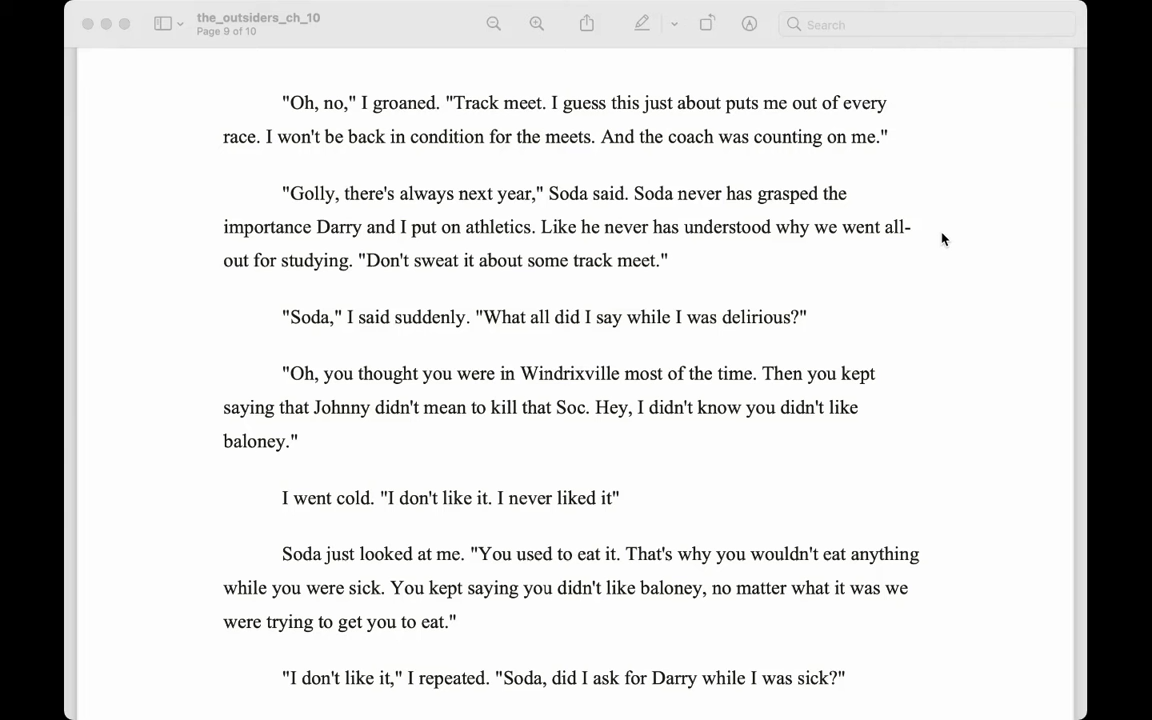 the_outsiders_ch_10
Page 9 of 10
Search
"Oh, no," I groaned. "Track meet. I guess this just about puts me out of every
race. I won't be back in condition for the meets. And the coach was counting on me."
"Golly, there's always next year," Soda said. Soda never has grasped the
importance Darry and I put on athletics. Like he never has understood why we went all-
out for studying. "Don't sweat it about some track meet."
"Soda," I said suddenly. "What all did I say while I was delirious?"
"Oh, you thought you were in Windrixville most of the time. Then you kept
saying that Johnny didn't mean to kill that Soc. Hey, I didn't know you didn't like
baloney."
I went cold. "I don't like it. I never liked it"
Soda just looked at me. "You used to eat it. That's why you wouldn't eat anything
while you were sick. You kept saying you didn't like baloney, no matter what it was we
were trying to get you to eat."
"I don't like it," I repeated. "Soda, did I ask for Darry while I was sick?"